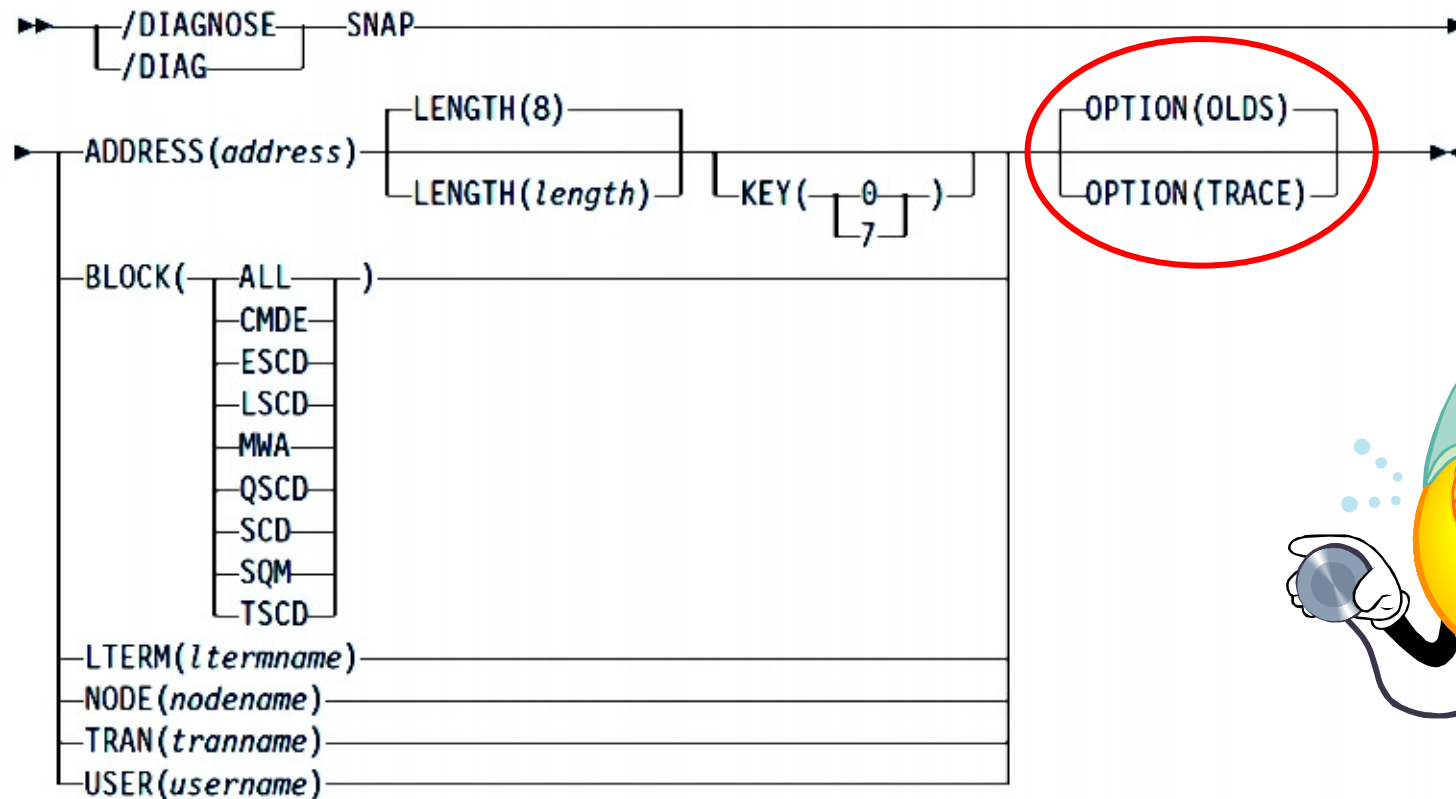 /DIAGNOSE SNAP
/DIAG
LENGTH(8) OPTION(OLDS)
ADDRESS(address)
LENGTH(length) KEY( 0 ) OPTION(TRACE)
7
BLOCK( ALL )
CMDE
ESCD
LSCD
MWA
QSCD
SCD
SQM
TSCD
LTERM(ltermname)
NODE(nodename)
TRAN(tranname)
USER(username)